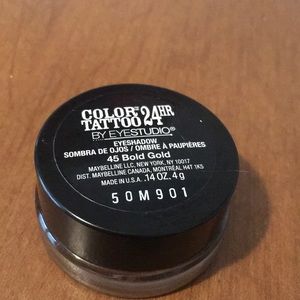 COLOR 24HR
TATTOO
BY EYESTUDIO®
EYESHADOW
SOMBRA DE OJOS / OMBRE À PAUPIÈRES
45 Bold Gold
MAYBELLINE LLC, NEW YORK, NY 10017
DIST. MAYBELLINE CANADA, MONTRÉAL H4T 1K5
MADE IN U.S.A. .14 OZ. 4 g
50M901